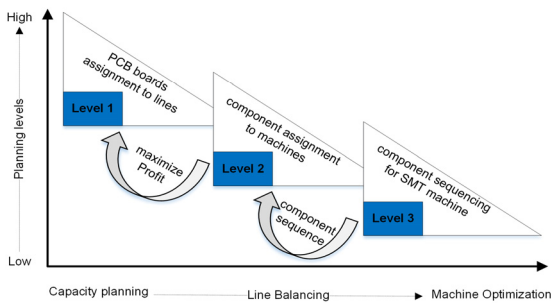 High
Planning levels
Low
PCB boards
assignment to lines
Level 1
maximize
Profit
component assignment
to machines
Level 2
component
sequence
component sequencing
for SMT machine
Level 3
Capacity planning
Line Balancing
Machine Optimization